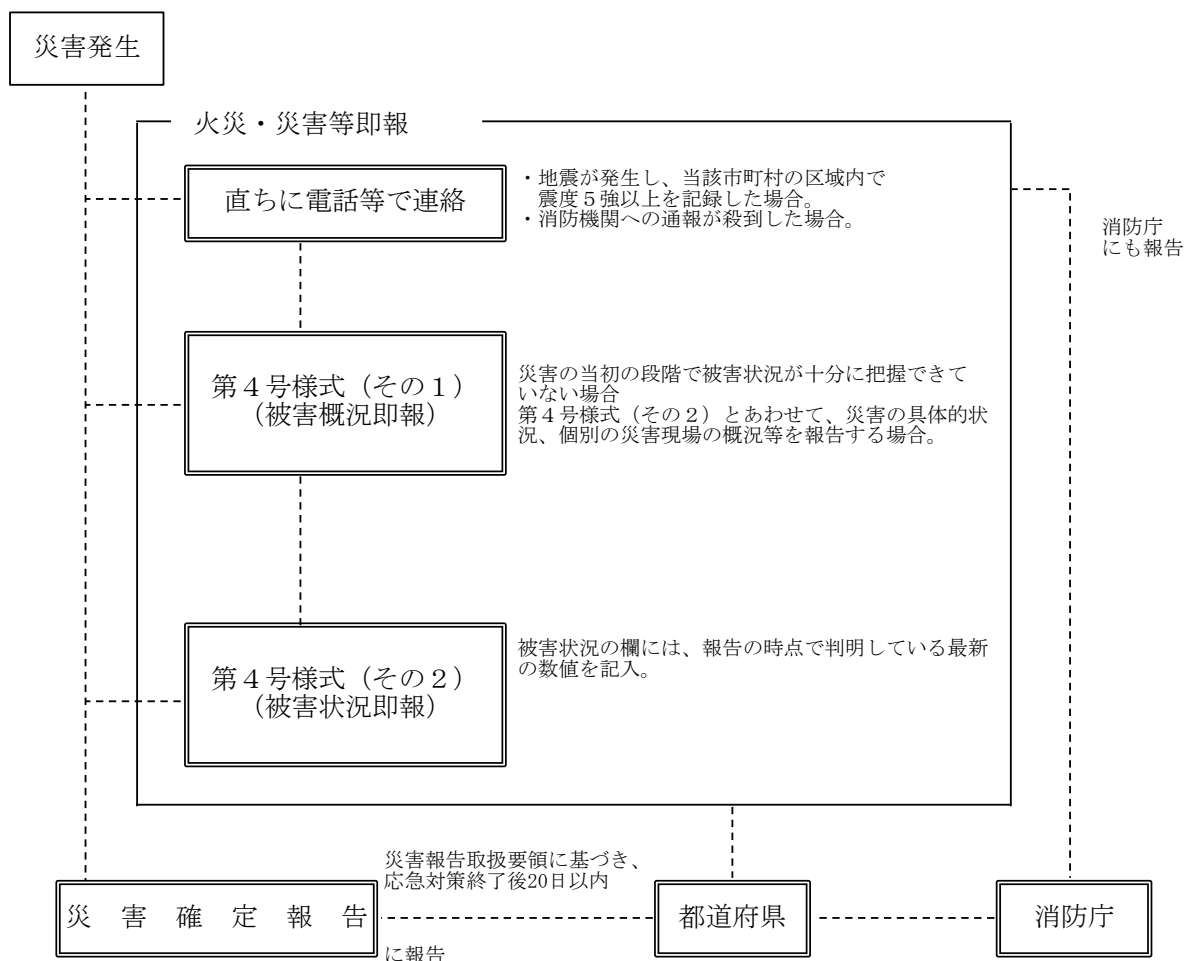 災害発生
火災・災害等即報
直ちに電話等で連絡
・地震が発生し、当該市町村の区域内で
震度５強以上を記録した場合。
・消防機関への通報が殺到した場合。
消防庁
にも報告
第４号様式（その１）
（被害概況即報）
災害の当初の段階で被害状況が十分に把握できて
いない場合
第４号様式（その２）とあわせて、災害の具体的状
況、個別の災害現場の概況等を報告する場合。
第４号様式（その２）
（被害状況即報）
被害状況の欄には、報告の時点で判明している最新
の数値を記入。
災害報告取扱要領に基づき、
応急対策終了後20日以内
災害確定報告
に報告
都道府県
消防庁